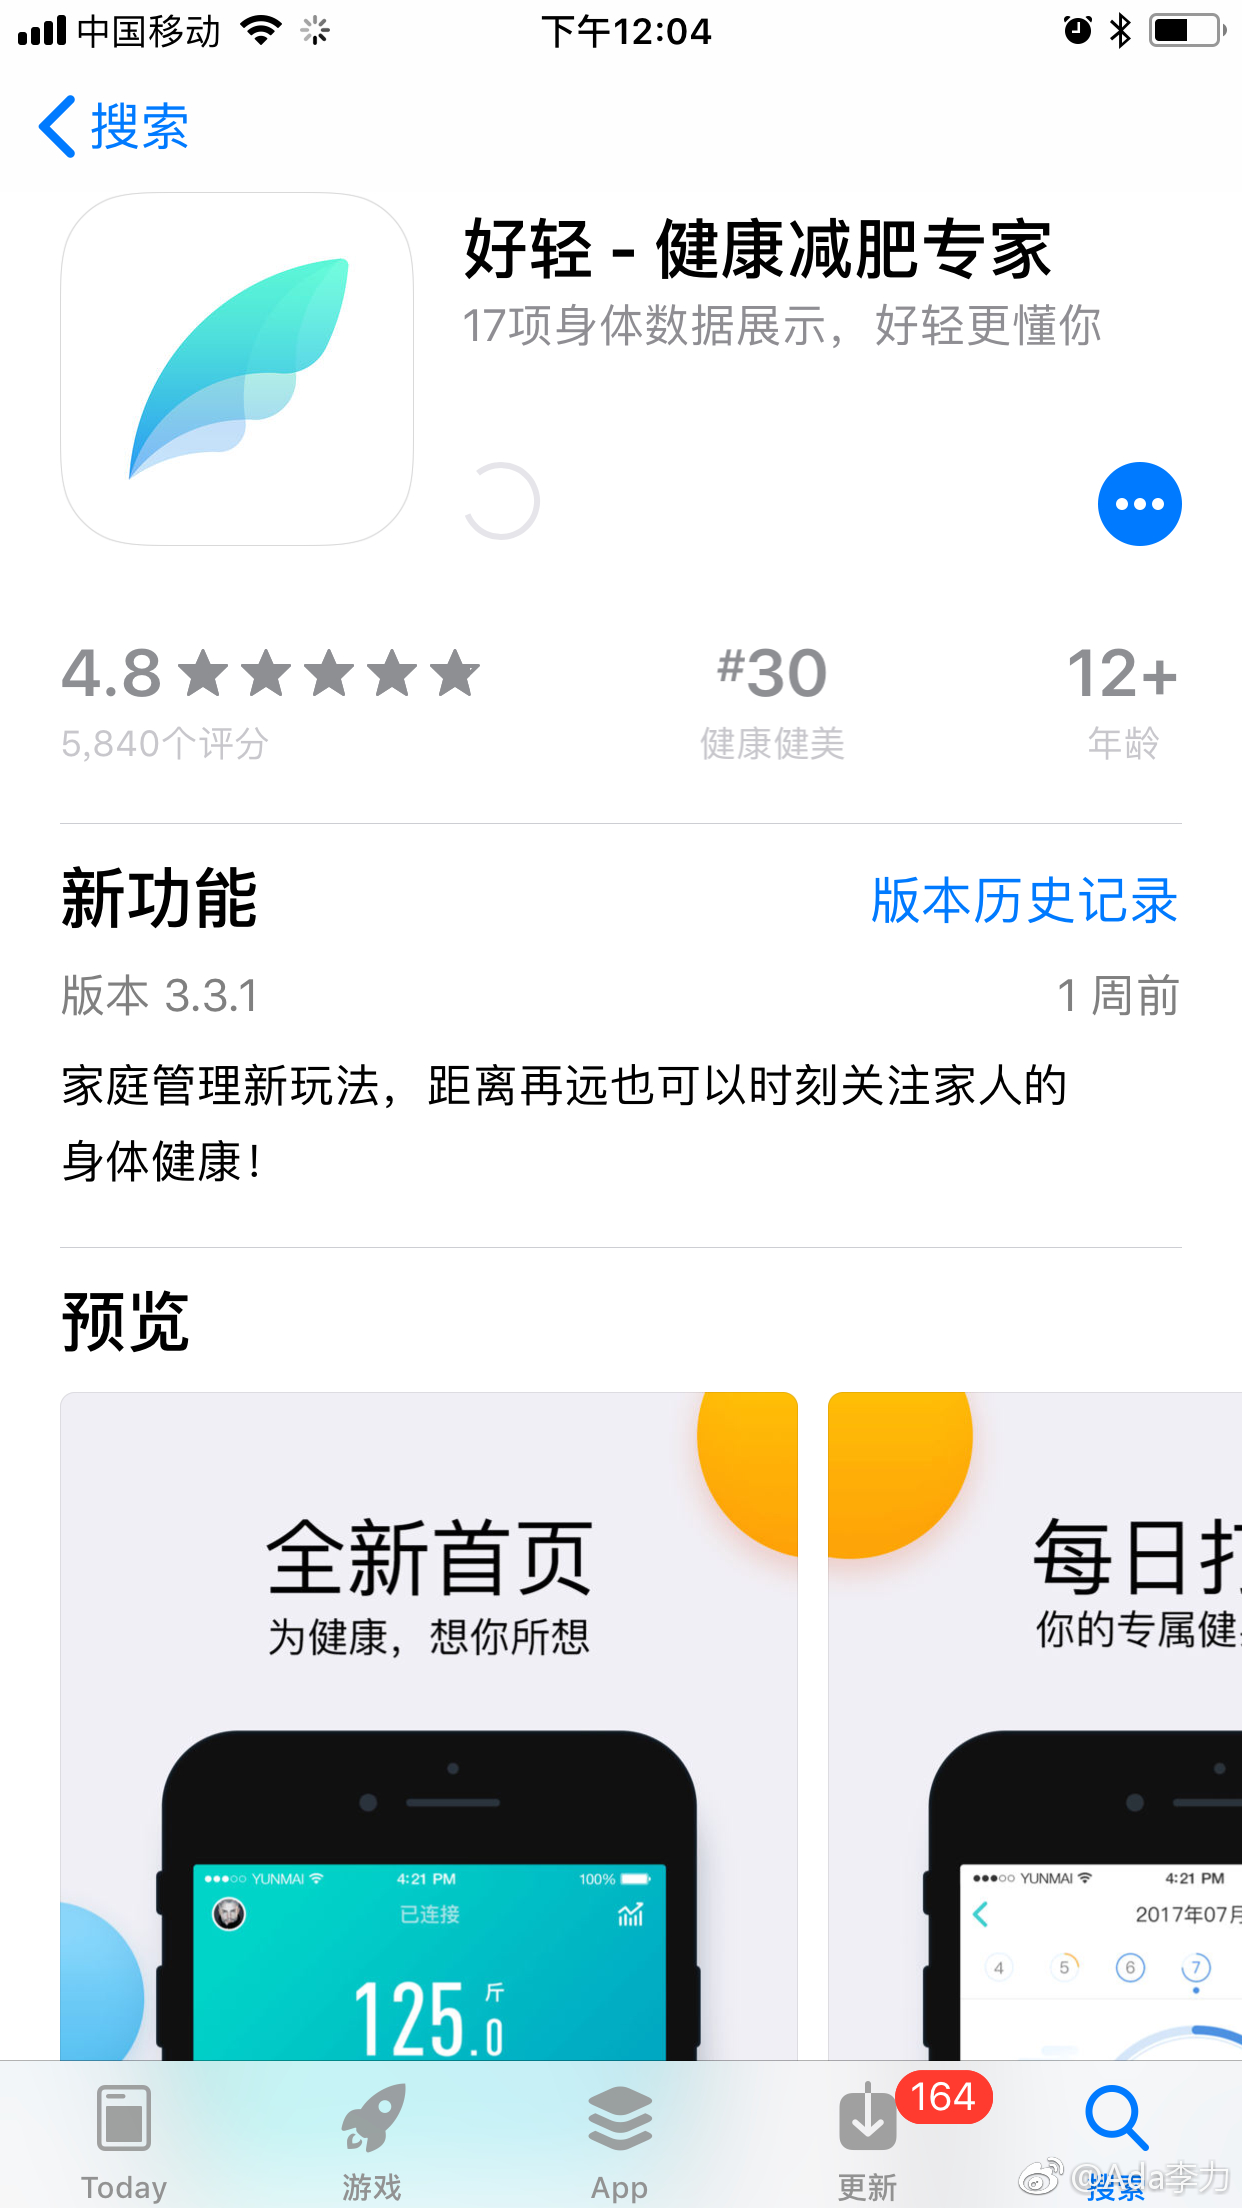 中国移动
下午12:04
搜索
好轻 - 健康减肥专家
17项身体数据展示，好轻更懂你
4.8
#30
12+
5,840个评分
健康健美
年龄
新功能
版本历史记录
版本 3.3.1
1 周前
家庭管理新玩法，距离再远也可以时刻关注家人的
身体健康！
预览
全新首页
为健康，想你所想
YUNMAI
4:21 PM
100%
已连接
125.0
斤
每日打
你的专属健
YUNMAI
4:21 PM
2017年07月
4
5
6
7
Today
游戏
App
164
更新
搜索
@Ada李力